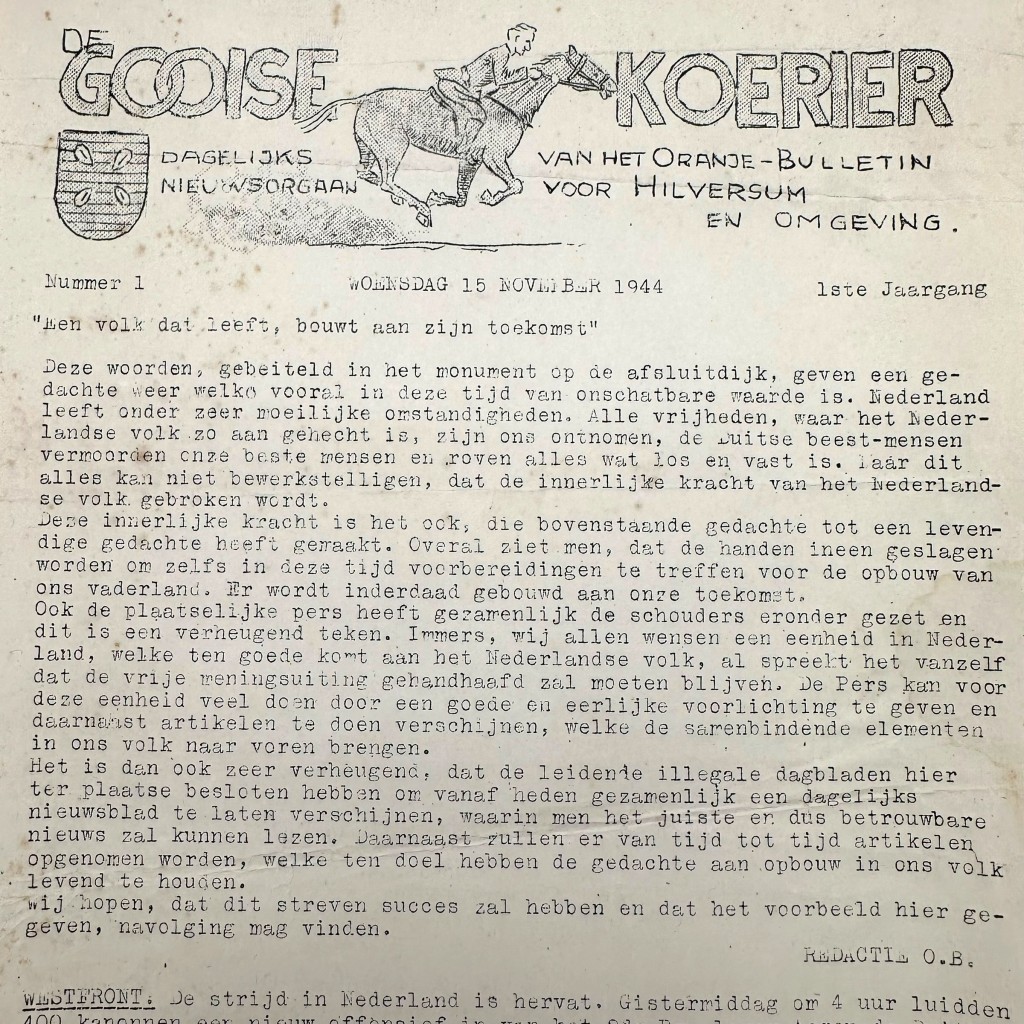 DE
GOOISE KOERIER
DAGELIJKS VAN HET ORANJE-BULLETIN
NIEUWSORGAAN VOOR HILVERSUM
EN OMGEVING.
Nummer 1 WOENSDAG 15 NOVEMBER 1944 1ste Jaargang
"Een volk dat leeft, bouwt aan zijn toekomst"
Deze woorden, gebeiteld in het monument op de afsluitdijk, geven een ge-
dachte weer welke vooral in deze tijd van onschatbare waarde is. Nederland
leeft onder zeer moeilijke omstandigheden. Alle vrijheden, waar het Neder-
landse volk zo aan gehecht is, zijn ons ontnomen, de Duitse beest-mensen
vermoorden onze beste mensen en roven alles wat los en vast is. Maar dit
alles kan niet bewerkstelligen, dat de innerlijke kracht van het Nederland-
se volk gebroken wordt.
Deze innerlijke kracht is het ook, die bovenstaande gedachte tot een leven-
dige gedachte heeft gemaakt. Overal ziet men, dat de handen ineen geslagen
worden om zelfs in deze tijd voorbereidingen te treffen voor de opbouw van
ons vaderland. Er wordt inderdaad gebouwd aan onze toekomst.
Ook de plaatselijke pers heeft gezamenlijk de schouders eronder gezet en
dit is een verheugend teken. Immers, wij allen wensen een eenheid in Neder-
land, welke ten goede komt aan het Nederlandse volk, al spreekt het vanzelf
dat de vrije meningsuiting gehandhaafd zal moeten blijven. De Pers kan voor
deze eenheid veel doen door een goede en eerlijke voorlichting te geven en
daarnaast artikelen te doen verschijnen, welke de samenbindende elementen
in ons volk naar voren brengen.
Het is dan ook zeer verheugend, dat de leidende illegale dagbladen hier
ter plaatse besloten hebben om vanaf heden gezamenlijk een dagelijks
nieuwsblad te laten verschijnen, waarin men het juiste en dus betrouwbare
nieuws zal kunnen lezen. Daarnaast zullen er van tijd tot tijd artikelen
opgenomen worden, welke ten doel hebben de gedachte aan opbouw in ons volk
levend te houden.
Wij hopen, dat dit streven succes zal hebben en dat het voorbeeld hier ge-
geven, navolging mag vinden.
REDACTIE O.B.
WESTFRONT. De strijd in Nederland is hervat. Gistermiddag om 4 uur luidden
400 kanonnen een nieuw offensief in van het